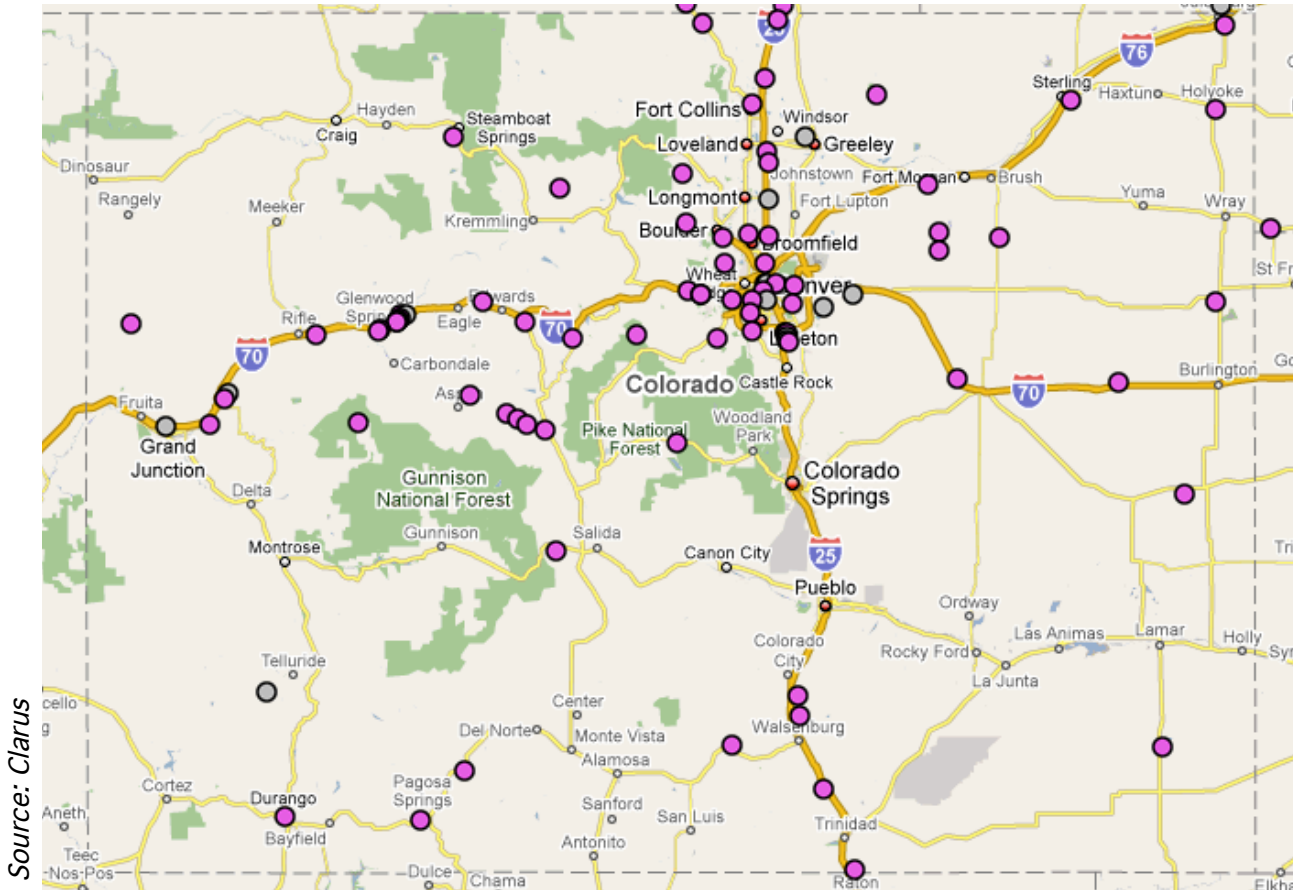 25
76
Sterling
Haxtun
Holyoke
Hayden
Craig
Steamboat
Springs
Fort Collins
Windsor
Loveland
Greeley
Dinosaur
Johnstown
Fort Morgan
Brush
Rangely
Meeker
Kremmling
Longmont
Fort Lupton
Yuma
Wray
Boulder
Broomfield
Wheat
St Fr
Glenwood
Edwards
Rifle
Eagle
70
70
Carbondale
Colorado
Castle Rock
70
Burlington
Fruita
Grand
Junction
Pike National
Forest
Woodland
Park
Gunnison
National Forest
Colorado
Springs
Delta
Montrose
Gunnison
Salida
Canon City
25
Pueblo
Ordway
Las Animas
Lamar
Holly
Rocky Ford
La Junta
Colorado
City
Telluride
Center
Del Norte
Monte Vista
Walsenburg
Alamosa
Cortez
Durango
Pagosa
Springs
Bayfield
Sanford
San Luis
Trinidad
Aneth
Antonito
Teec
-Nos-Pos
Dulce
Chama
Raton
Source: Clarus